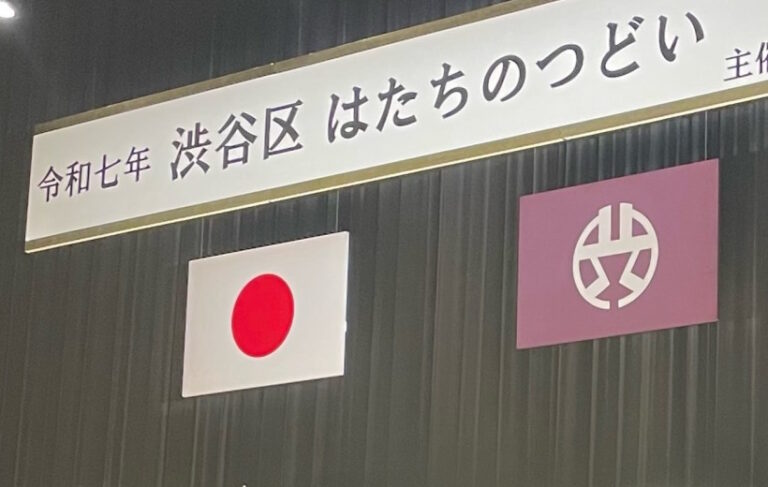 令和七年 渋谷区 はたちのつどい 主催